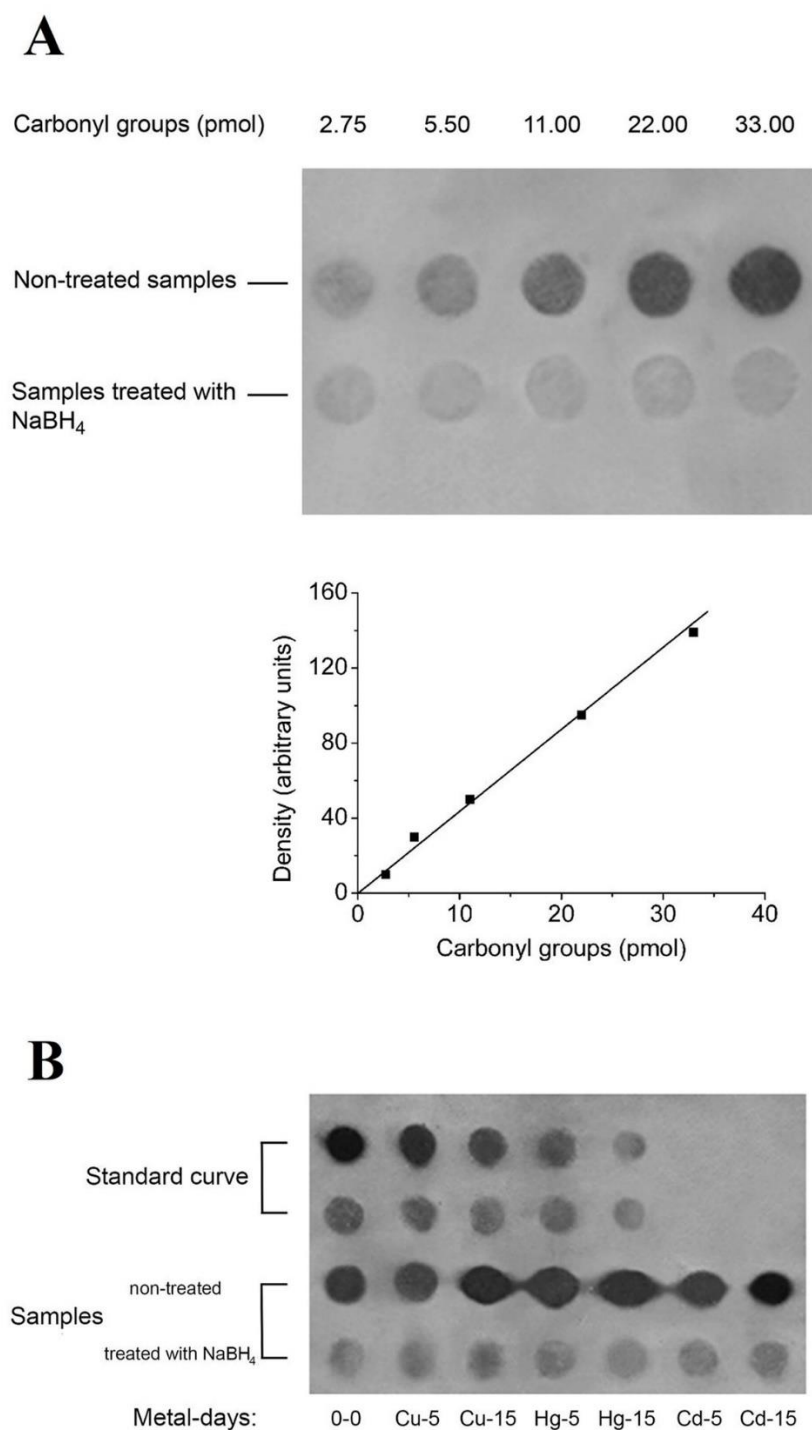 A
Carbonyl groups (pmol) 2.75 5.50 11.00 22.00 33.00
Non-treated samples
Samples treated with
NaBH₄
160
120
80
40
0
Density (arbitrary units)
0 10 20 30 40
Carbonyl groups (pmol)
B
Standard curve
non-treated
Samples
treated with NaBH₄
Metal-days: 0-0 Cu-5 Cu-15 Hg-5 Hg-15 Cd-5 Cd-15